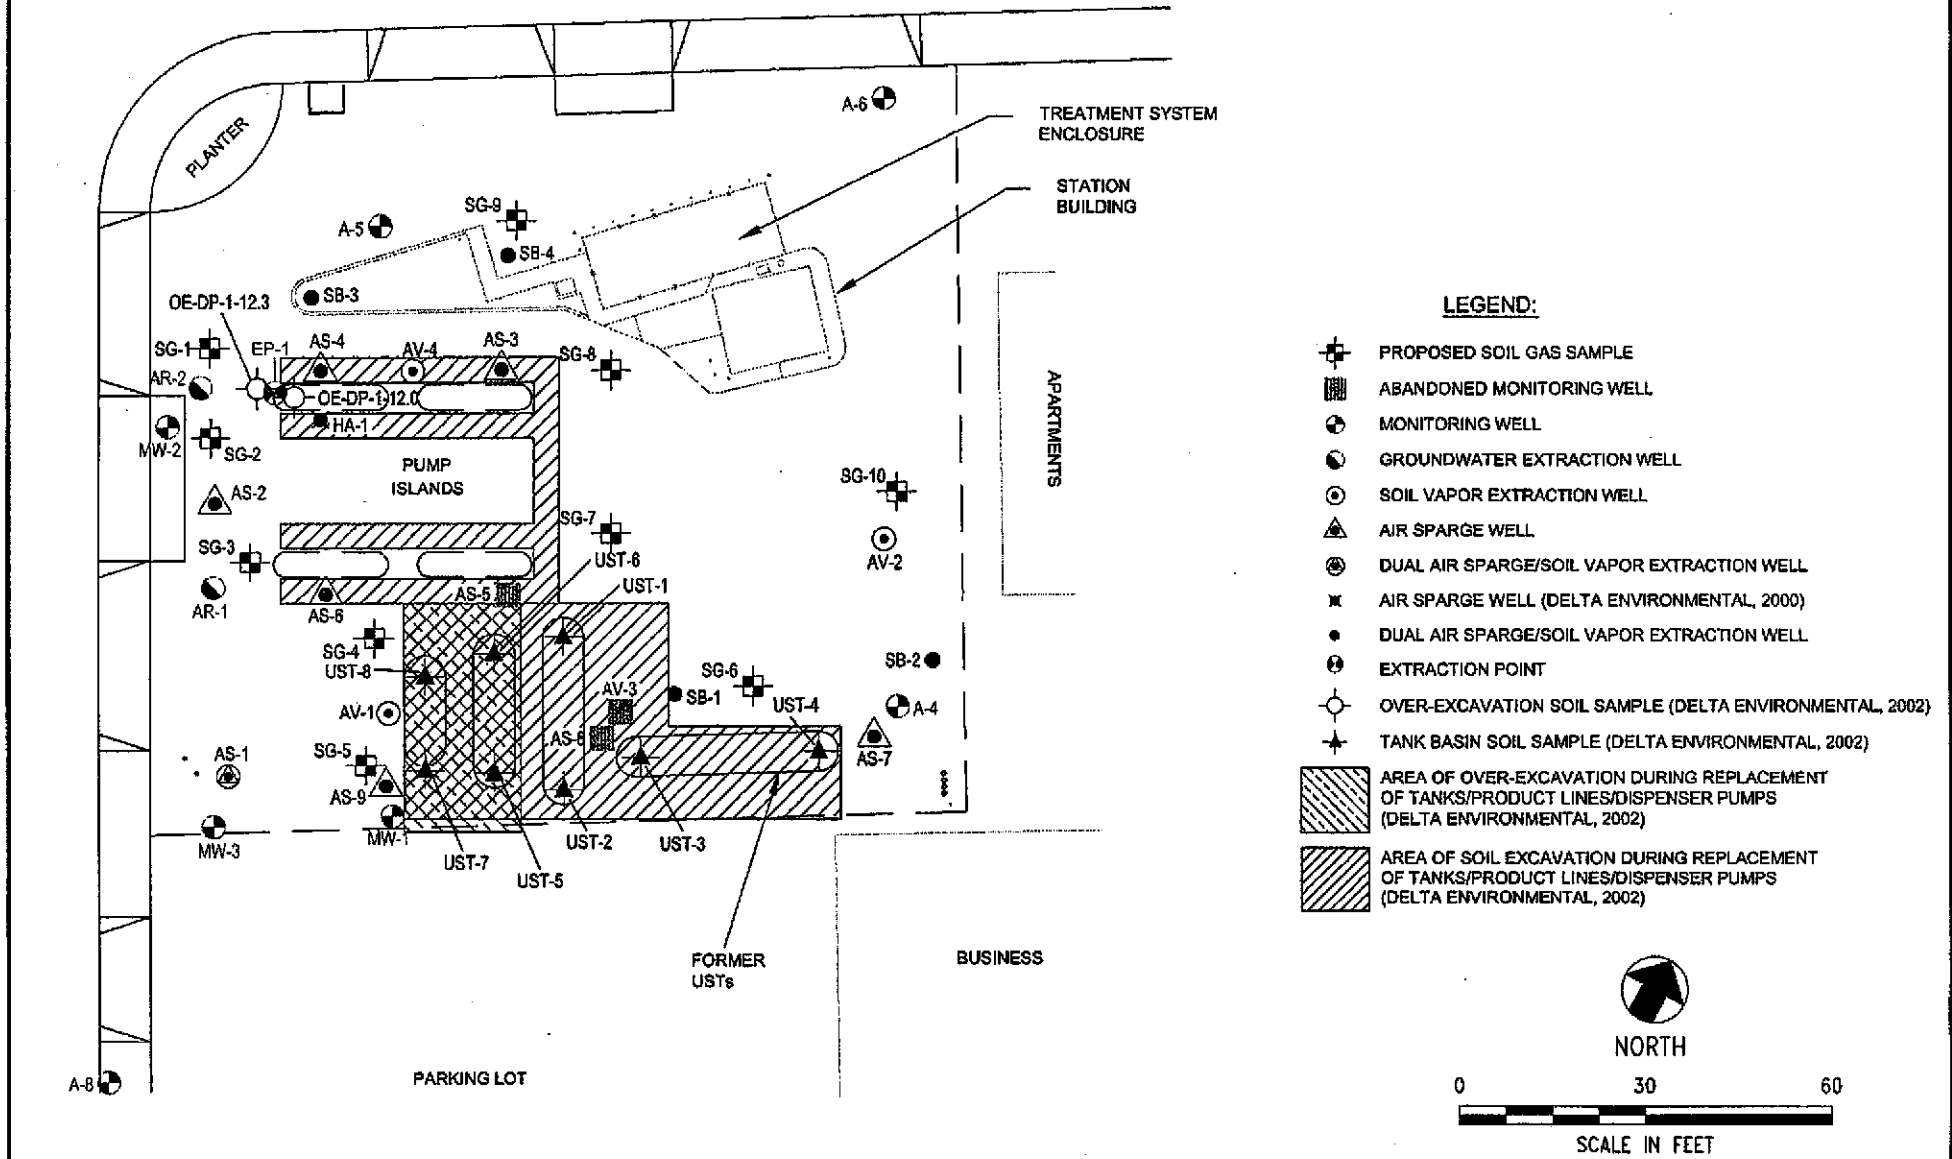 A-6
TREATMENT SYSTEM
ENCLOSURE
PLANTER
STATION
BUILDING
SG-9
A-5
SB-4
SB-3
OE-DP-1-12.3
SG-1
EP-1
AS-4
AV-4
AS-3
SG-8
AR-2
OE-DP-1-12.0
HA-1
MW-2
SG-2
PUMP
ISLANDS
AS-2
APARTMENTS
SG-10
SG-7
AV-2
SG-3
UST-6
UST-1
AS-5
AR-1
AS-6
SG-4
UST-8
SG-6
SB-2
AV-3
SB-1
UST-4
A-4
AV-1
AS-7
SG-5
AS-1
AS-9
MW-1
MW-3
UST-7
UST-5
UST-2
UST-3
FORMER
USTs
BUSINESS
PARKING LOT
A-8
LEGEND:
PROPOSED SOIL GAS SAMPLE
ABANDONED MONITORING WELL
MONITORING WELL
GROUNDWATER EXTRACTION WELL
SOIL VAPOR EXTRACTION WELL
AIR SPARGE WELL
DUAL AIR SPARGE/SOIL VAPOR EXTRACTION WELL
AIR SPARGE WELL (DELTA ENVIRONMENTAL, 2000)
DUAL AIR SPARGE/SOIL VAPOR EXTRACTION WELL
EXTRACTION POINT
OVER-EXCAVATION SOIL SAMPLE (DELTA ENVIRONMENTAL, 2002)
TANK BASIN SOIL SAMPLE (DELTA ENVIRONMENTAL, 2002)
AREA OF OVER-EXCAVATION DURING REPLACEMENT
OF TANKS/PRODUCT LINES/DISPENSER PUMPS
(DELTA ENVIRONMENTAL, 2002)
AREA OF SOIL EXCAVATION DURING REPLACEMENT
OF TANKS/PRODUCT LINES/DISPENSER PUMPS
(DELTA ENVIRONMENTAL, 2002)
NORTH
0 30 60
SCALE IN FEET